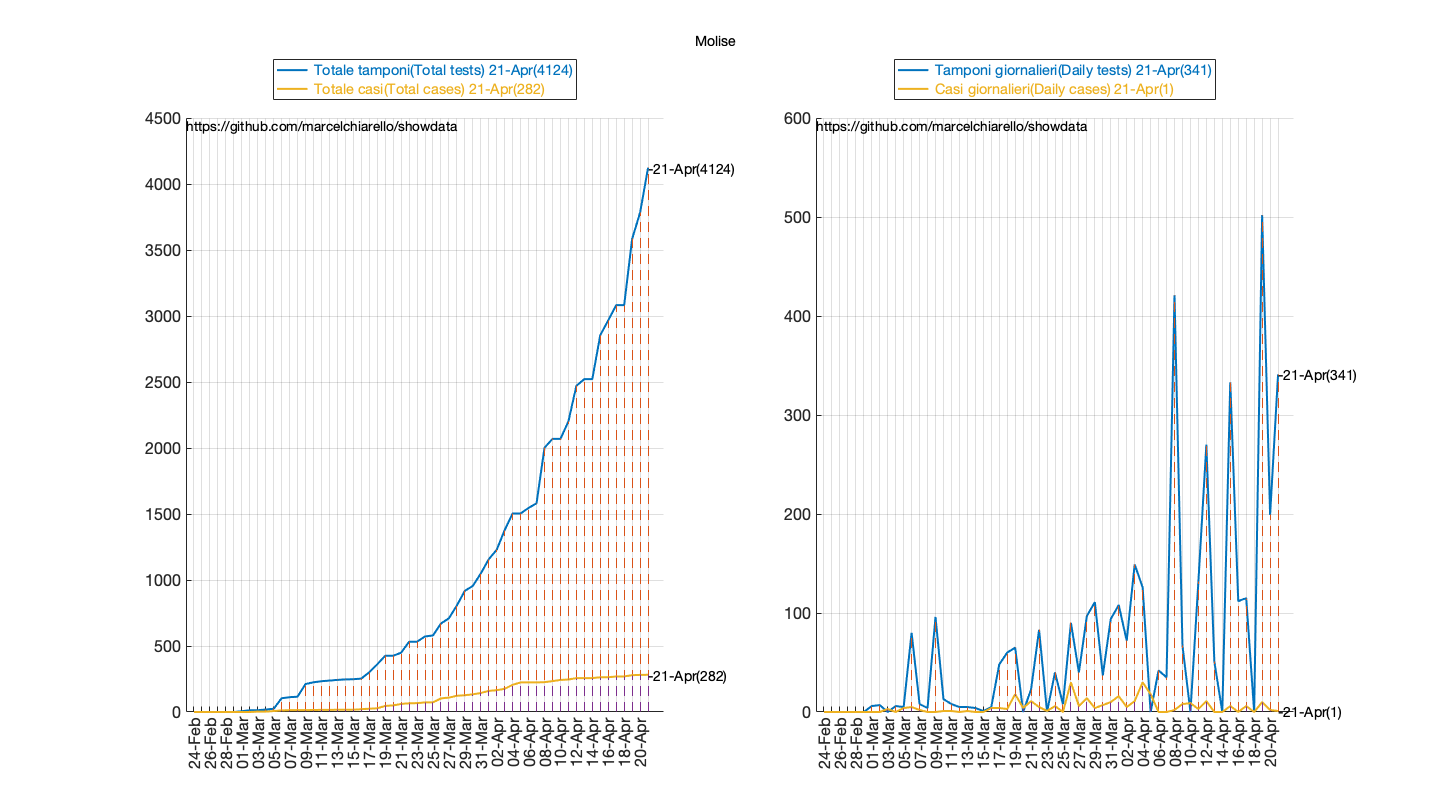 Molise
Totale tamponi(Total tests) 21-Apr(4124)
Totale casi(Total cases) 21-Apr(282)
https://github.com/marcelchiarello/showdata
4500
4000
3500
3000
2500
2000
1500
1000
500
0
21-Apr(4124)
21-Apr(282)
24-Feb
26-Feb
28-Feb
01-Mar
03-Mar
05-Mar
07-Mar
09-Mar
11-Mar
13-Mar
15-Mar
17-Mar
19-Mar
21-Mar
23-Mar
25-Mar
27-Mar
29-Mar
31-Mar
02-Apr
04-Apr
06-Apr
08-Apr
10-Apr
12-Apr
14-Apr
16-Apr
18-Apr
20-Apr
Tamponi giornalieri(Daily tests) 21-Apr(341)
Casi giornalieri(Daily cases) 21-Apr(1)
https://github.com/marcelchiarello/showdata
600
500
400
300
200
100
0
21-Apr(341)
21-Apr(1)
24-Feb
26-Feb
28-Feb
01-Mar
03-Mar
05-Mar
07-Mar
09-Mar
11-Mar
13-Mar
15-Mar
17-Mar
19-Mar
21-Mar
23-Mar
25-Mar
27-Mar
29-Mar
31-Mar
02-Apr
04-Apr
06-Apr
08-Apr
10-Apr
12-Apr
14-Apr
16-Apr
18-Apr
20-Apr